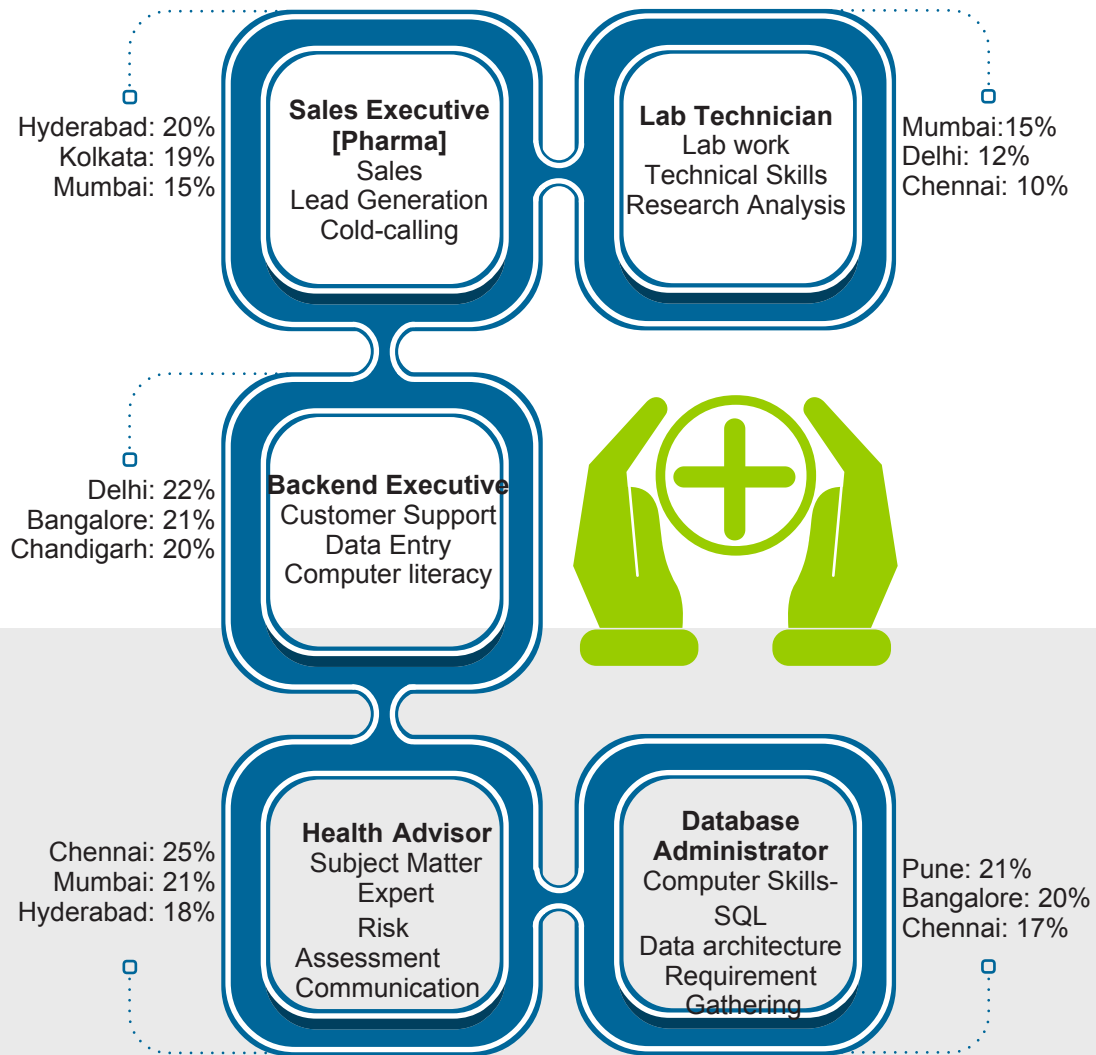 Hyderabad: 20%
Kolkata: 19%
Mumbai: 15%
Sales Executive
[Pharma]
Sales
Lead Generation
Cold-calling
Lab Technician
Lab work
Technical Skills
Research Analysis
Mumbai:15%
Delhi: 12%
Chennai: 10%
Delhi: 22%
Bangalore: 21%
Chandigarh: 20%
Backend Executive
Customer Support
Data Entry
Computer literacy
Chennai: 25%
Mumbai: 21%
Hyderabad: 18%
Health Advisor
Subject Matter
Expert
Risk
Assessment
Communication
Database
Administrator
Computer Skills-
SQL
Data architecture
Requirement
Gathering
Pune: 21%
Bangalore: 20%
Chennai: 17%